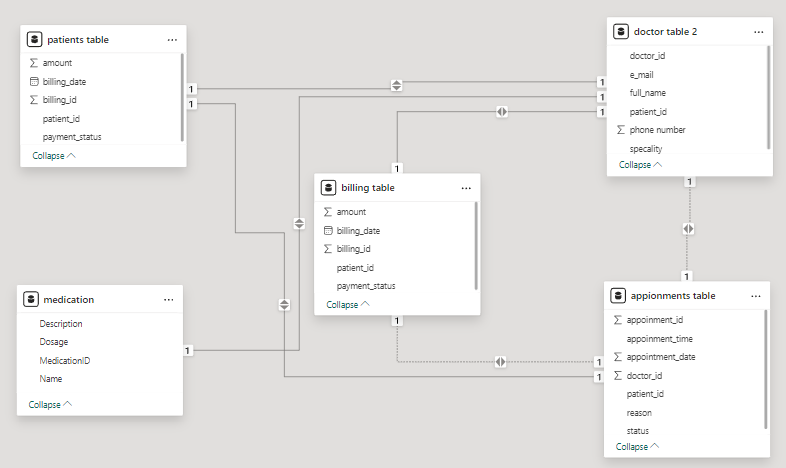 patients table
amount
billing_date
billing_id
patient_id
payment_status
Collapse
doctor table 2
doctor_id
e_mail
full_name
patient_id
phone number
specality
Collapse
1
1
1
1
1
1
billing table
amount
billing_date
billing_id
patient_id
payment_status
Collapse
1
1
medication
Description
Dosage
MedicationID
Name
Collapse
1
1
appionments table
appoinment_id
appoinment_time
appointment_date
doctor_id
patient_id
reason
status
Collapse
1
1
1